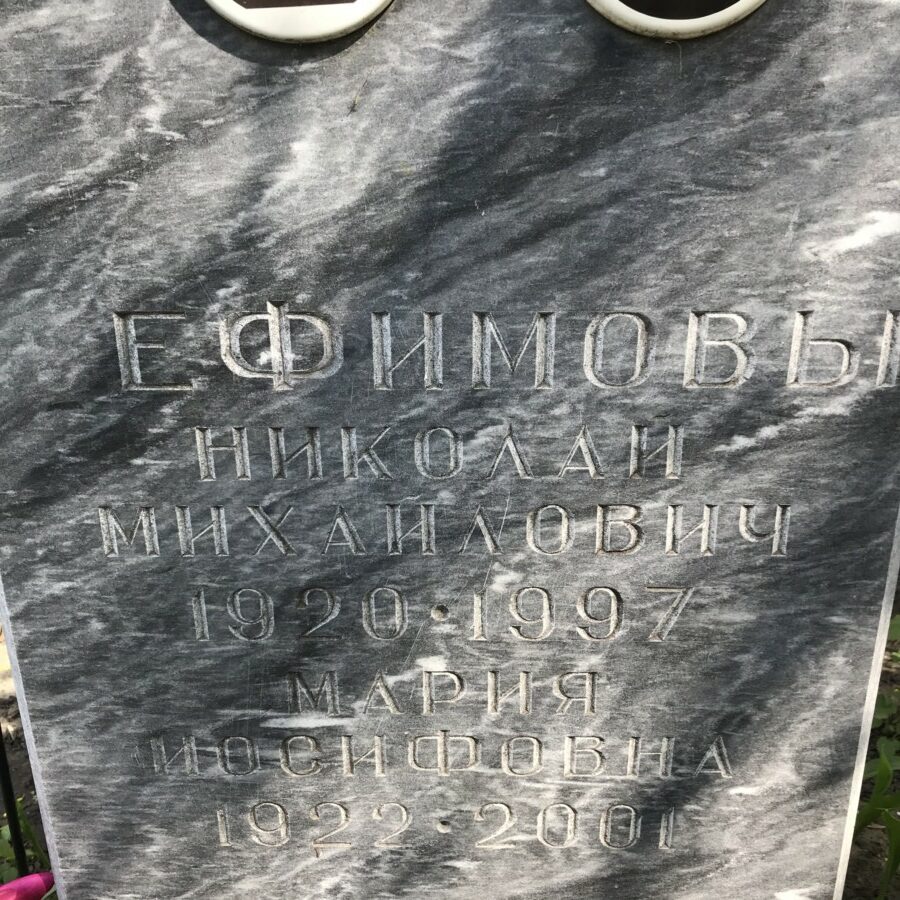 ЕФИМОВЫ
НИКОЛАЙ
МИХАЙЛОВИЧ
1920·1997
МАРИЯ
ИОСИФОВНА
1922·2001